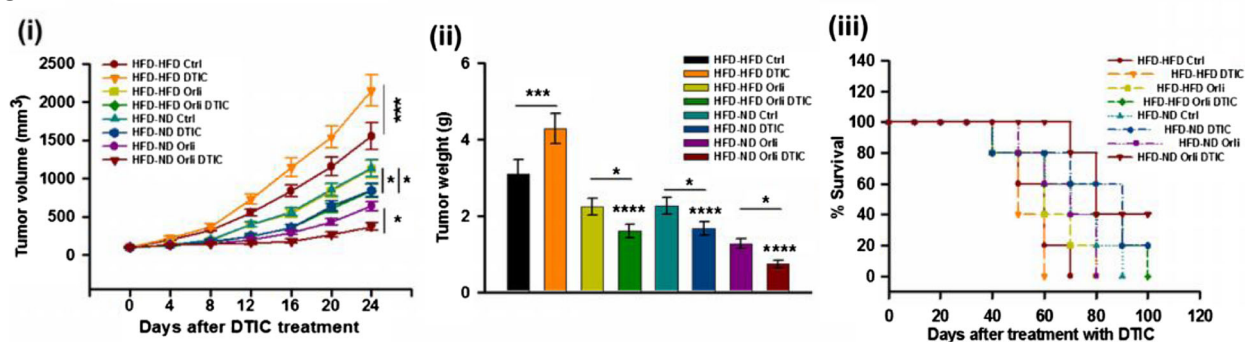 (i)
2500
2000
1500
1000
500
0
Tumor volume (mm³)
HFD-HFD Ctrl
HFD-HFD DTIC
HFD-HFD Orli
HFD-HFD Orli DTIC
HFD-ND Ctrl
HFD-ND DTIC
HFD-ND Orli
HFD-ND Orli DTIC
****
*
*
*
0 4 8 12 16 20 24
Days after DTIC treatment
(ii)
6
4
2
0
Tumor weight (g)
HFD-HFD Ctrl
HFD-HFD DTIC
HFD-HFD Orli
HFD-HFD Orli DTIC
HFD-ND Ctrl
HFD-ND DTIC
HFD-ND Orli
HFD-ND Orli DTIC
***
*
****
*
****
*
****
(iii)
140
120
100
80
60
40
20
0
% Survival
HFD-HFD Ctrl
HFD-HFD DTIC
HFD-HFD Orli
HFD-HFD Orli DTIC
HFD-ND Ctrl
HFD-ND DTIC
HFD-ND Orli
HFD-ND Orli DTIC
0 20 40 60 80 100 120
Days after treatment with DTIC